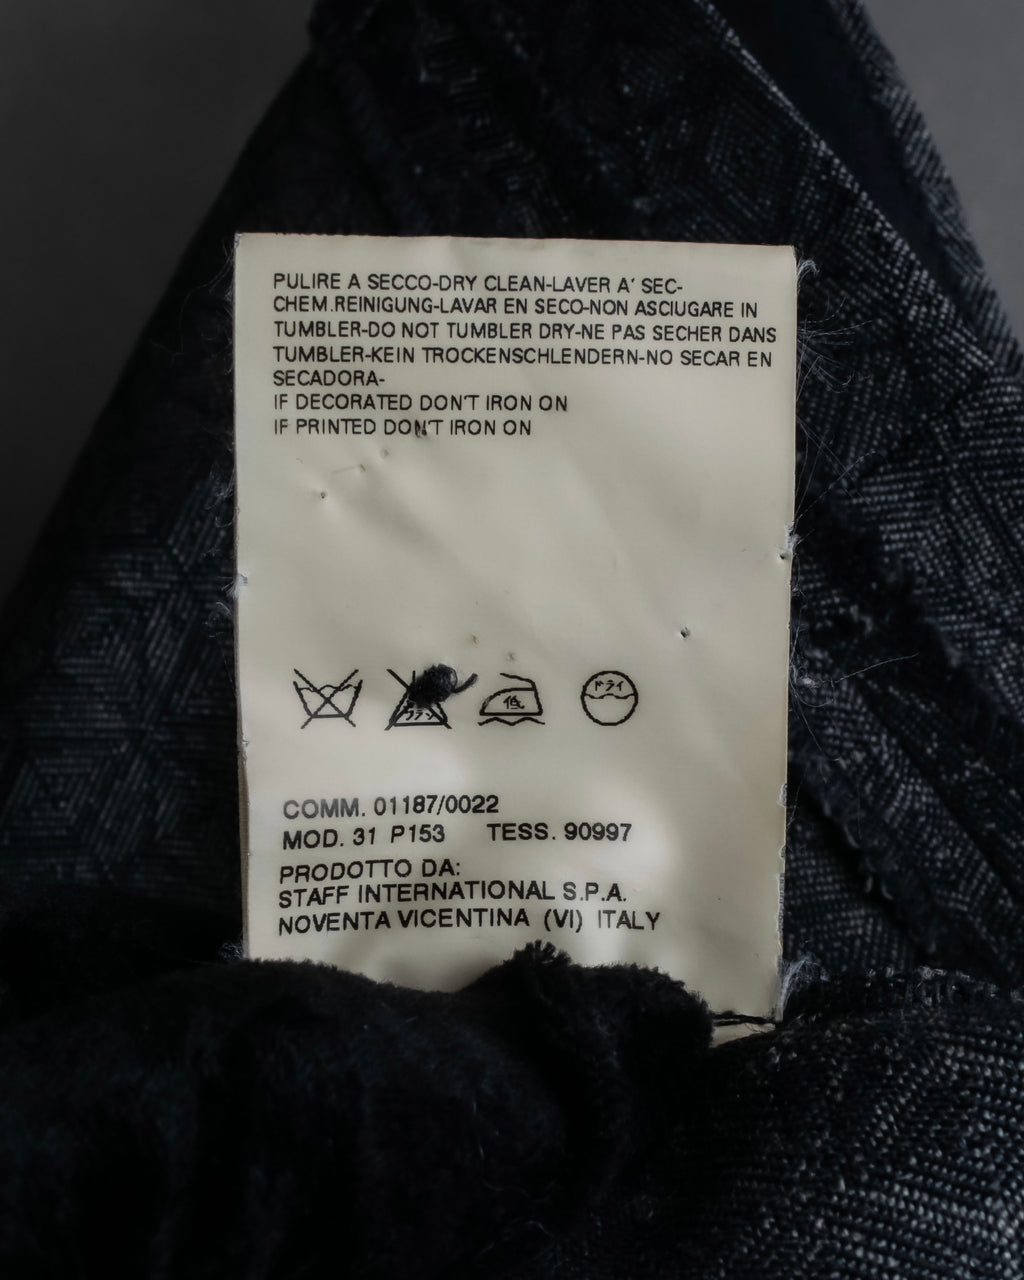 PULIRE A SECCO-DRY CLEAN-LAVER A' SEC-
CHEM.REINIGUNG-LAVAR EN SECO-NON ASCIUGARE IN
TUMBLER-DO NOT TUMBLER DRY-NE PAS SECHER DANS
TUMBLER-KEIN TROCKENSCHLENDERN-NO SECAR EN
SECADORA-
IF DECORATED DON'T IRON ON
IF PRINTED DON'T IRON ON
低 ドライ
COMM. 01187/0022
MOD. 31 P153 TESS. 90997
PRODOTTO DA:
STAFF INTERNATIONAL S.P.A.
NOVENTA VICENTINA (VI) ITALY